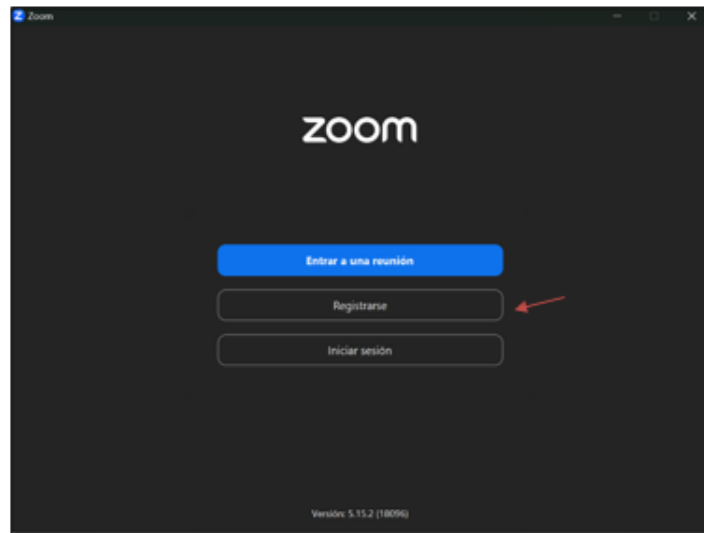 Zoom
zoom
Entrar a una reunión
Registrarse
Iniciar sesión
Versión: 5.15.2 (18096)